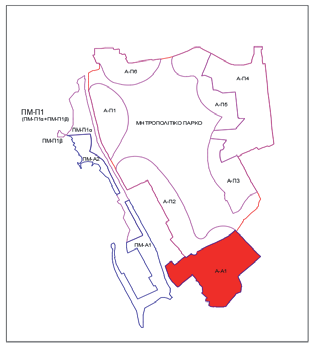 Α-Π6
Α-Π4
Α-Π5
Α-Π1
ΜΗΤΡΟΠΟΛΙΤΙΚΟ ΠΑΡΚΟ
ΠΜ-Π1
(ΠΜ-Π1α+ΠΜ-Π1β)
ΠΜ-Π1α
ΠΜ-Π1β
ΠΜ-Α2
Α-Π3
Α-Π2
ΠΜ-Α1
Α-Α1